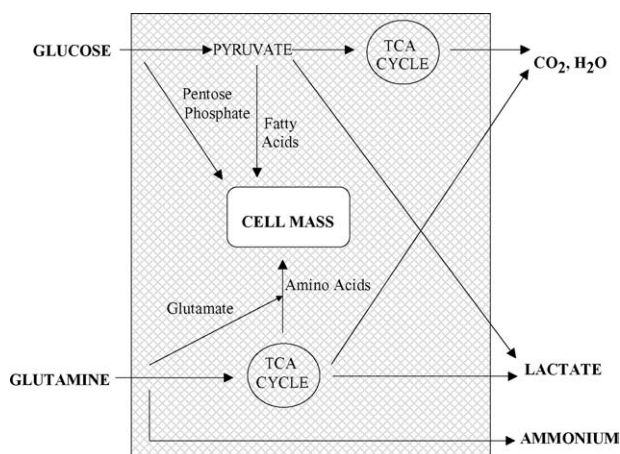 GLUCOSE
PYRUVATE
TCA
CYCLE
CO2, H2O
Pentose
Phosphate
Fatty
Acids
CELL MASS
Amino Acids
Glutamate
GLUTAMINE
TCA
CYCLE
LACTATE
AMMONIUM